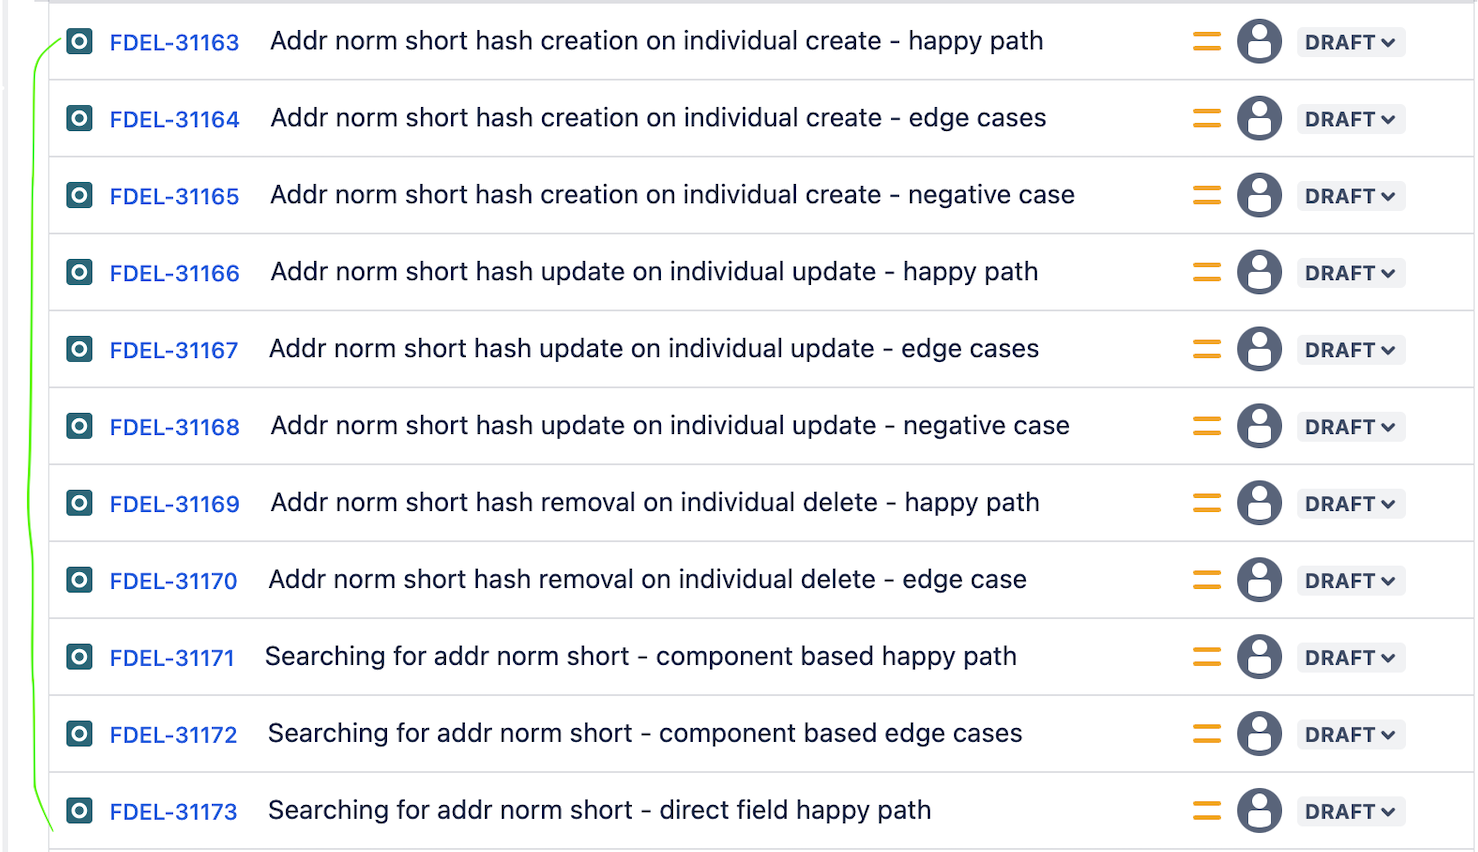 FDEL-31163 Addr norm short hash creation on individual create - happy path DRAFT
FDEL-31164 Addr norm short hash creation on individual create - edge cases DRAFT
FDEL-31165 Addr norm short hash creation on individual create - negative case DRAFT
FDEL-31166 Addr norm short hash update on individual update - happy path DRAFT
FDEL-31167 Addr norm short hash update on individual update - edge cases DRAFT
FDEL-31168 Addr norm short hash update on individual update - negative case DRAFT
FDEL-31169 Addr norm short hash removal on individual delete - happy path DRAFT
FDEL-31170 Addr norm short hash removal on individual delete - edge case DRAFT
FDEL-31171 Searching for addr norm short - component based happy path DRAFT
FDEL-31172 Searching for addr norm short - component based edge cases DRAFT
FDEL-31173 Searching for addr norm short - direct field happy path DRAFT